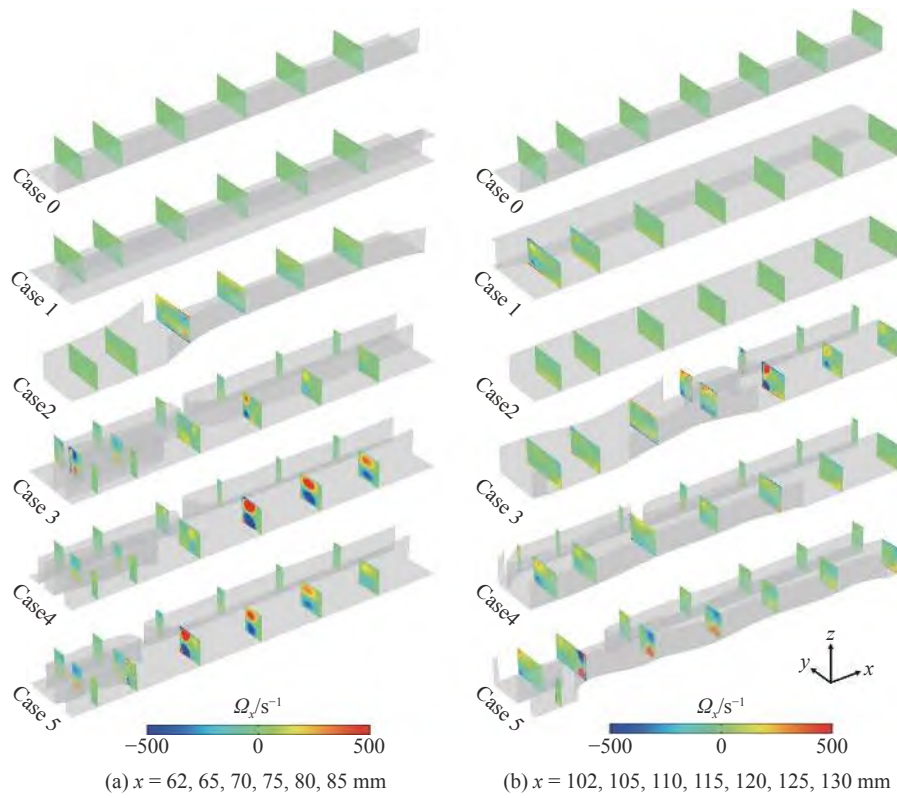 Case 0
Case 1
Case2
Case 3
Case4
Case 5
Ωx/s−1
−500 0 500
(a) x = 62, 65, 70, 75, 80, 85 mm
Case 0
Case 1
Case2
Case 3
Case4
Case 5
z
y
x
Ωx/s−1
−500 0 500
(b) x = 102, 105, 110, 115, 120, 125, 130 mm